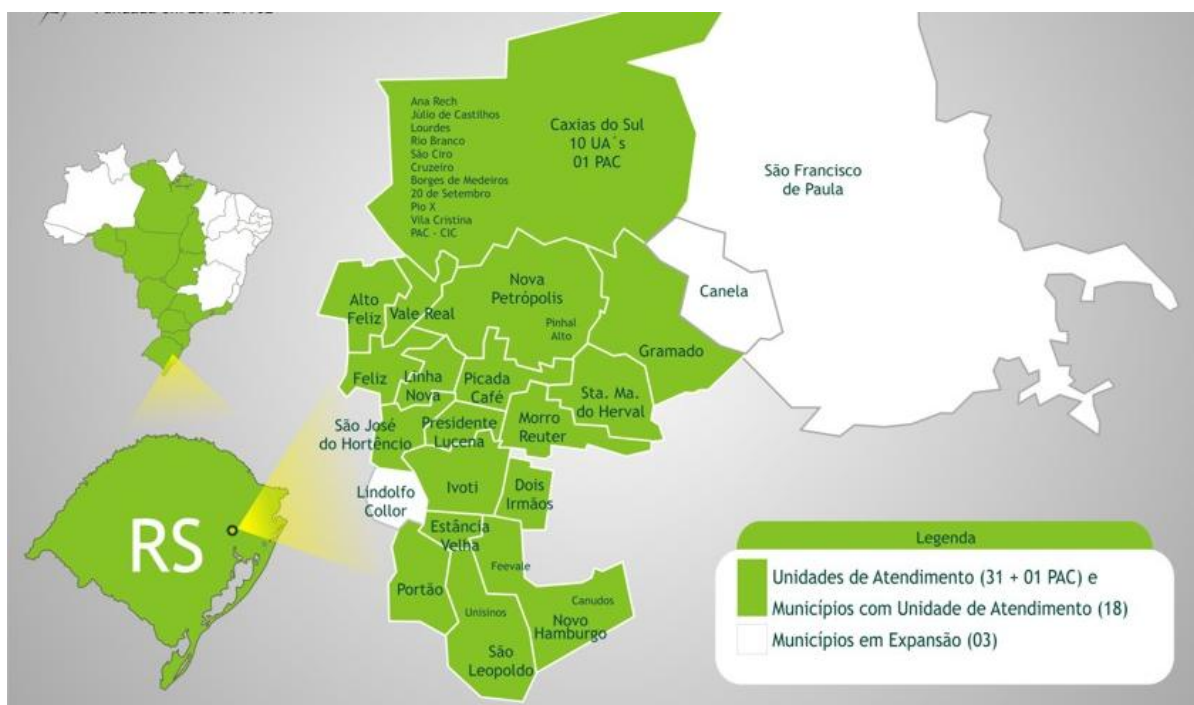 Ana Rech
Júlio de Castilhos
Lourdes
Rio Branco
São Ciro
Cruzeiro
Borges de Medeiros
20 de Setembro
Pio X
Vila Cristina
PAC - CIC
Caxias do Sul
10 UA´s
01 PAC
São Francisco
de Paula
Canela
Nova
Petrópolis
Pinhal
Alto
Alto
Feliz
Vale Real
Gramado
Feliz
Linha
Nova
Picada
Café
Sta. Ma.
do Herval
São José
do Hortêncio
Presidente
Lucena
Morro
Reuter
Lindolfo
Collor
Ivoti
Dois
Irmãos
Estância
Velha
Feevale
Portão
Unisinos
Canudos
Novo
Hamburgo
São
Leopoldo
RS
Legenda
Unidades de Atendimento (31 + 01 PAC) e
Municípios com Unidade de Atendimento (18)
Municípios em Expansão (03)